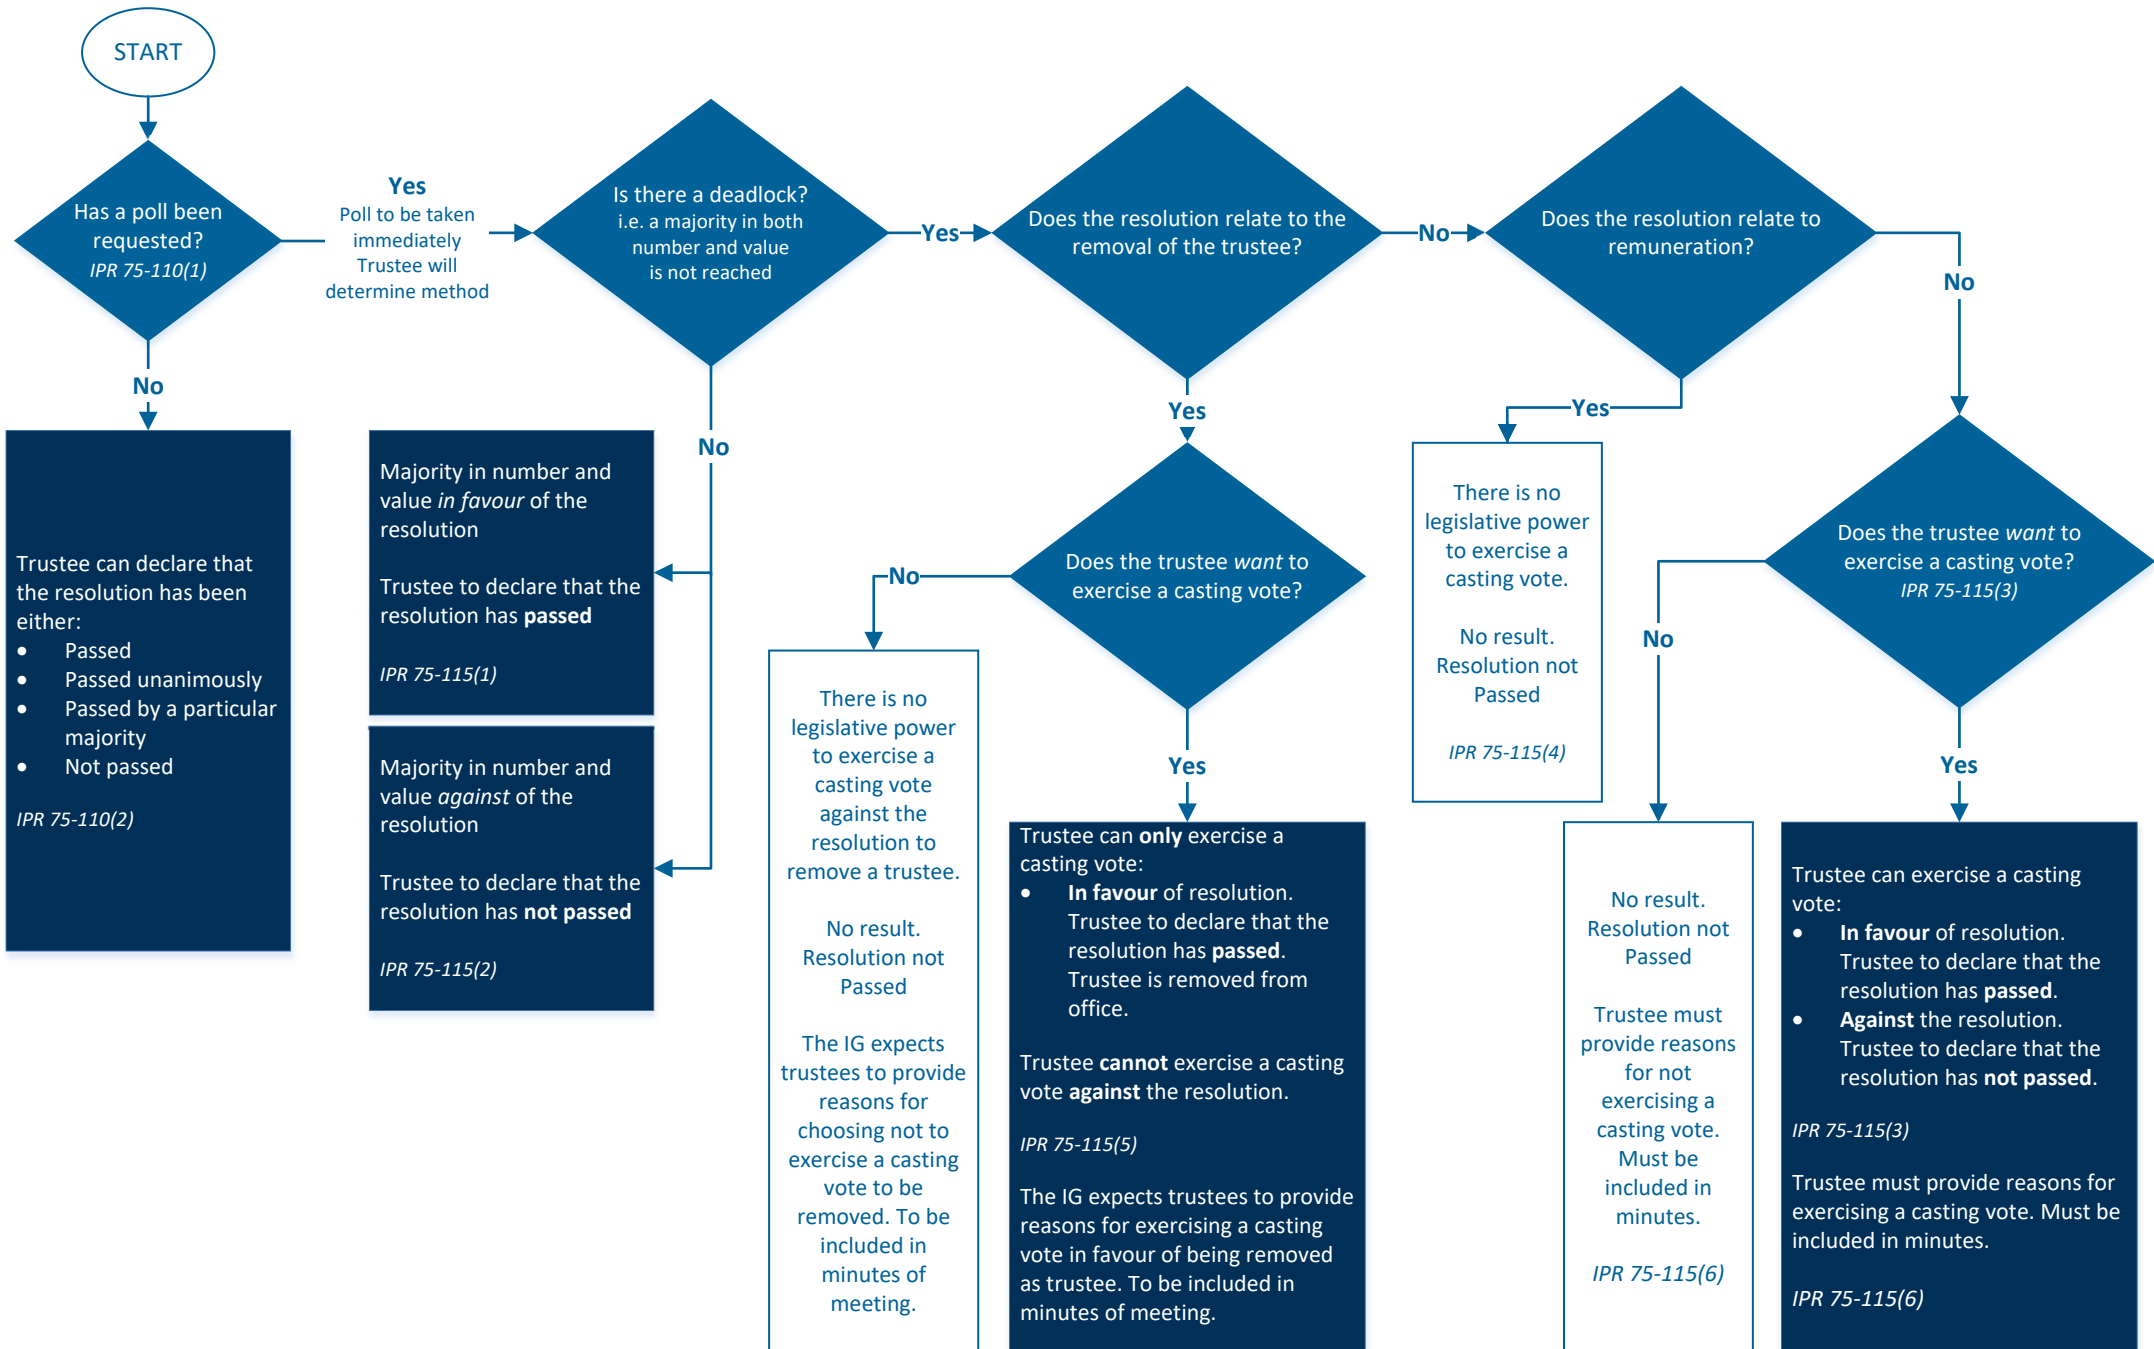 START
Has a poll been
requested?
IPR 75-110(1)
Yes
Poll to be taken
immediately
Trustee will
determine method
Is there a deadlock?
i.e. a majority in both
number and value
is not reached
Yes
Does the resolution relate to the
removal of the trustee?
No
Does the resolution relate to
remuneration?
No
No
No
Yes
Yes
Trustee can declare that
the resolution has been
either:
• Passed
• Passed unanimously
• Passed by a particular
majority
• Not passed
IPR 75-110(2)
Majority in number and
value in favour of the
resolution
Trustee to declare that the
resolution has passed
IPR 75-115(1)
Majority in number and
value against of the
resolution
Trustee to declare that the
resolution has not passed
IPR 75-115(2)
Does the trustee want to
exercise a casting vote?
No
Yes
There is no
legislative power
to exercise a
casting vote
against the
resolution to
remove a trustee.
No result.
Resolution not
Passed
The IG expects
trustees to provide
reasons for
choosing not to
exercise a casting
vote to be
removed. To be
included in
minutes of
meeting.
Trustee can only exercise a
casting vote:
• In favour of resolution.
Trustee to declare that the
resolution has passed.
Trustee is removed from
office.
Trustee cannot exercise a casting
vote against the resolution.
IPR 75-115(5)
The IG expects trustees to provide
reasons for exercising a casting
vote in favour of being removed
as trustee. To be included in
minutes of meeting.
There is no
legislative power
to exercise a
casting vote.
No result.
Resolution not
Passed
IPR 75-115(4)
Does the trustee want to
exercise a casting vote?
IPR 75-115(3)
No
Yes
No result.
Resolution not
Passed
Trustee must
provide reasons
for not
exercising a
casting vote.
Must be
included in
minutes.
IPR 75-115(6)
Trustee can exercise a casting
vote:
• In favour of resolution.
Trustee to declare that the
resolution has passed.
• Against the resolution.
Trustee to declare that the
resolution has not passed.
IPR 75-115(3)
Trustee must provide reasons for
exercising a casting vote. Must be
included in minutes.
IPR 75-115(6)